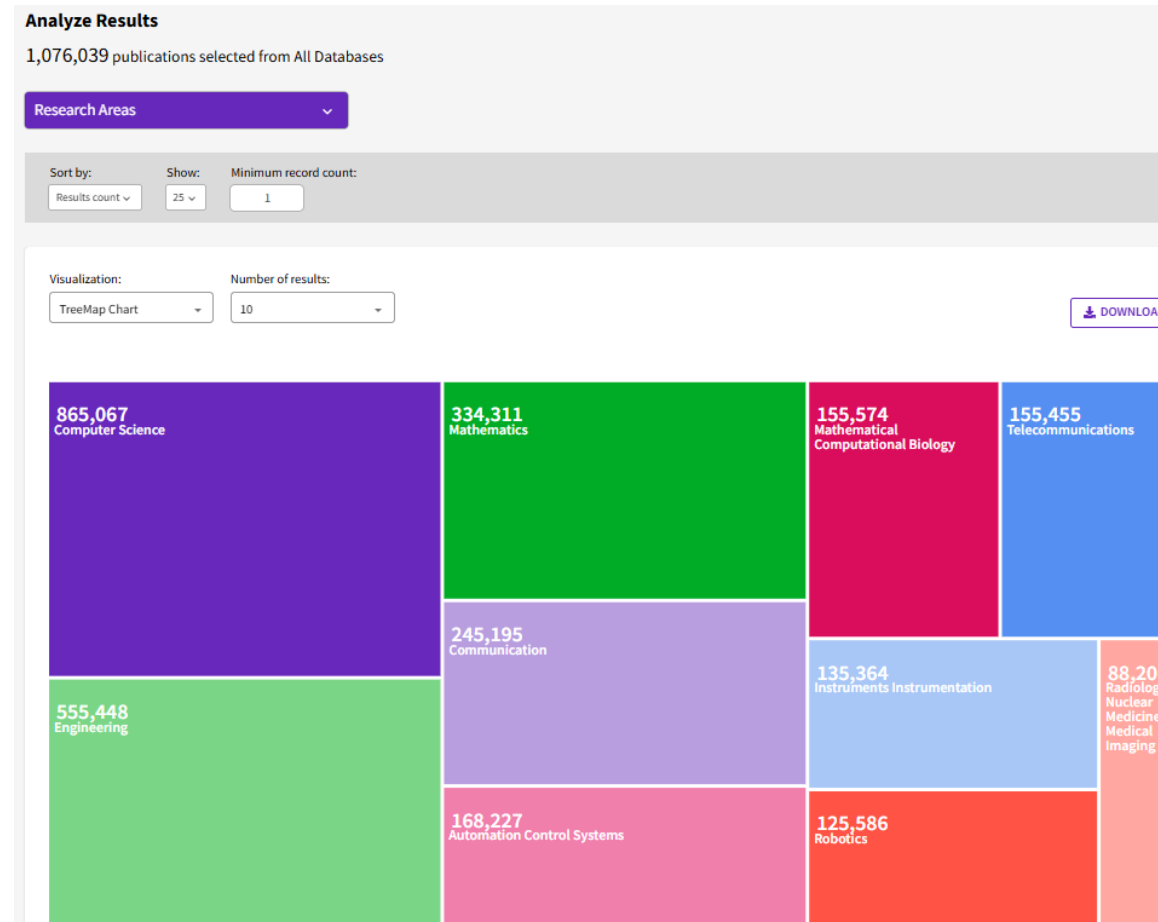 Analyze Results
1,076,039 publications selected from All Databases
Research Areas
Sort by: Show: Minimum record count:
Results count 25 1
Visualization: Number of results:
TreeMap Chart 10
865,067
Computer Science
334,311
Mathematics
155,574
Mathematical
Computational Biology
155,455
Telecommunications
245,195
Communication
135,364
Instruments Instrumentation
Nuclear
Medicine
Medical
Imaging
555,448
Engineering
168,227
Automation Control Systems
125,586
Robotics